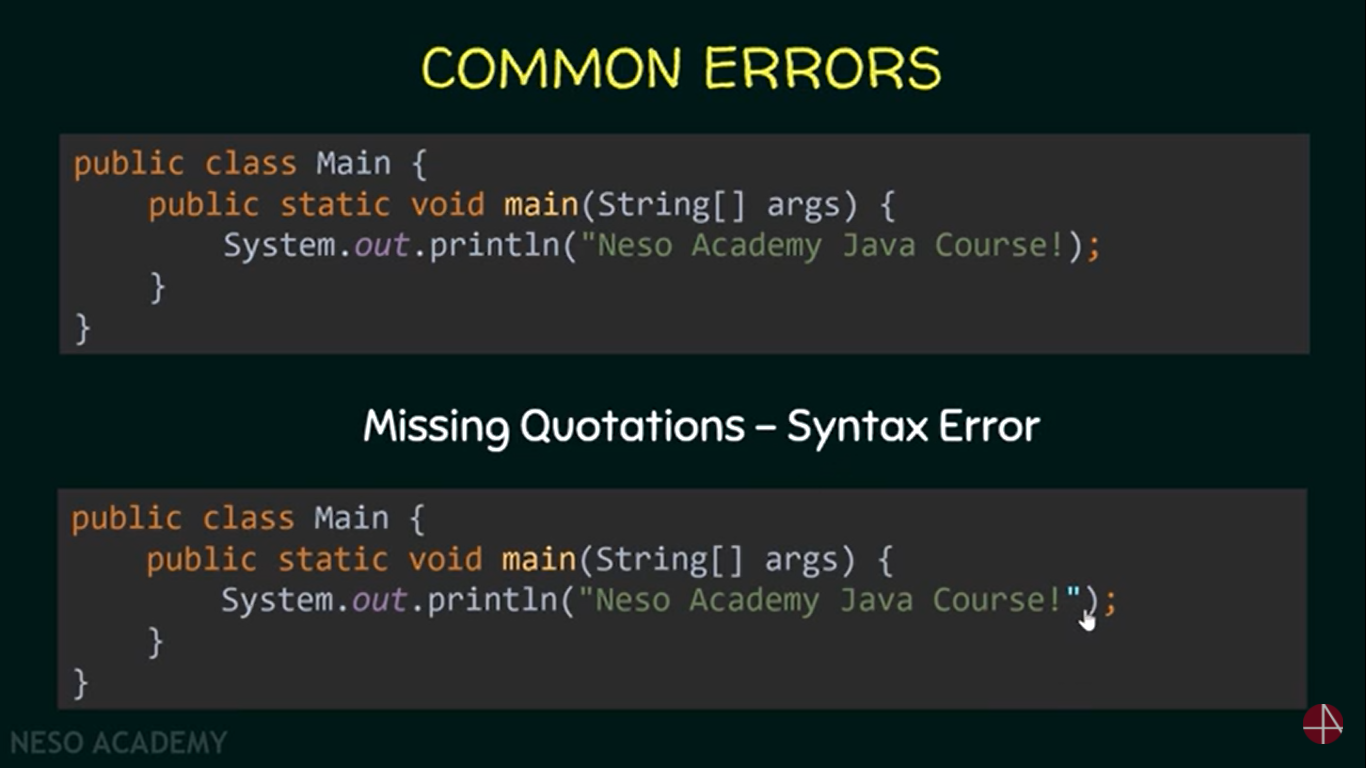 COMMON ERRORS
public class Main {
    public static void main(String[] args) {
        System.out.println("Neso Academy Java Course!);
    }
}
Missing Quotations – Syntax Error
public class Main {
    public static void main(String[] args) {
        System.out.println("Neso Academy Java Course!");
    }
}
NESO ACADEMY